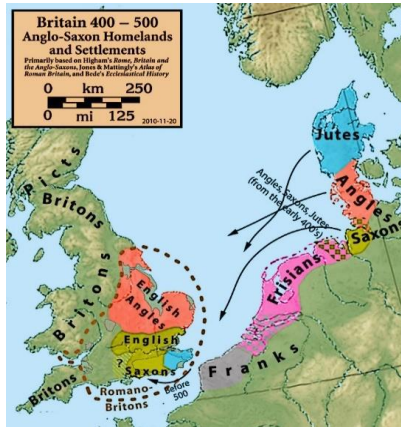 Britain 400 – 500
Anglo-Saxon Homelands
and Settlements
Primarily based on Higham's Rome, Britain and
the Anglo-Saxons, Jones & Mattingly's Atlas of
Roman Britain, and Bede's Ecclesiastical History
0 km 250
0 mi 125
2010-11-20
Jutes
Picts
Britons
Angles, Saxons, Jutes
(from the early 400's)
Angles
Saxons
Britons
English
Angles
Frisians
English
Saxons
?
Franks
Britons
Romano-
Britons
Before
500